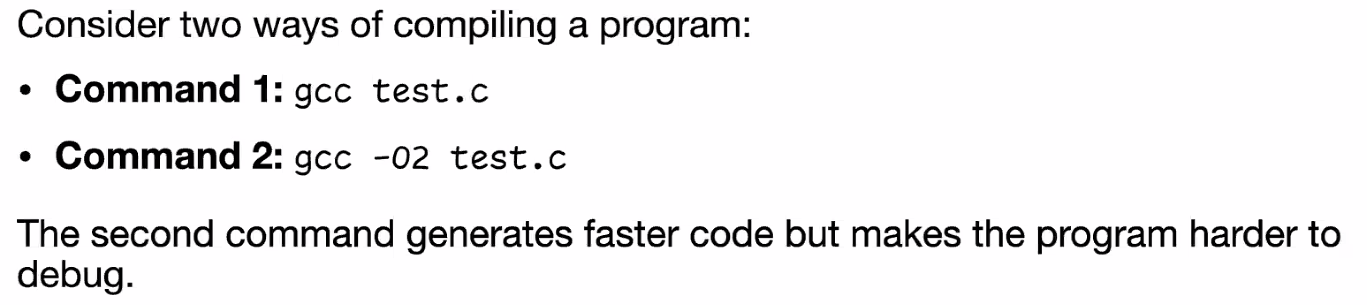 Consider two ways of compiling a program:
• Command 1: gcc test.c
• Command 2: gcc -O2 test.c
The second command generates faster code but makes the program harder to
debug.